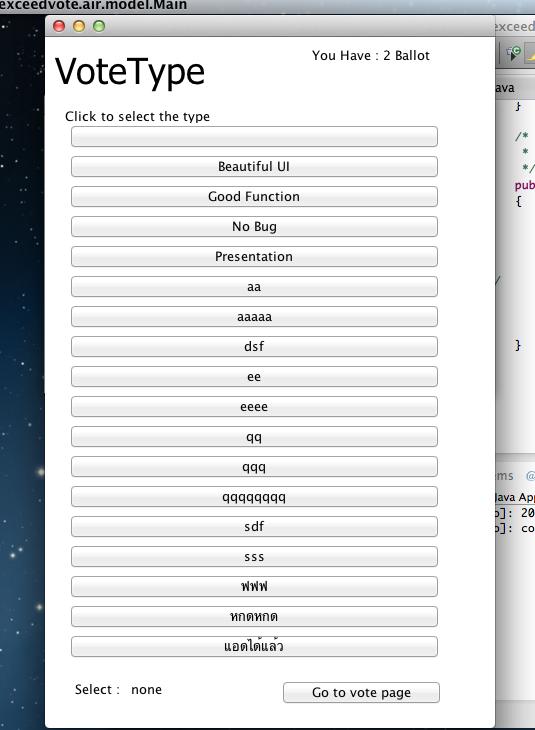 exceedvote.air.model.Main
You Have : 2 Ballot
VoteType
Click to select the type
Beautiful UI
Good Function
No Bug
Presentation
aa
aaaaa
dsf
ee
eeee
qq
qqq
qqqqqqqq
sdf
sss
ฟฟฟ
หกดหกด
แอดได้แล้ว
Select : none
Go to vote page
exceed
ava
}
/*
*
*/
pub
{
/
}
ms @
Java App
o]: 20
o]: co